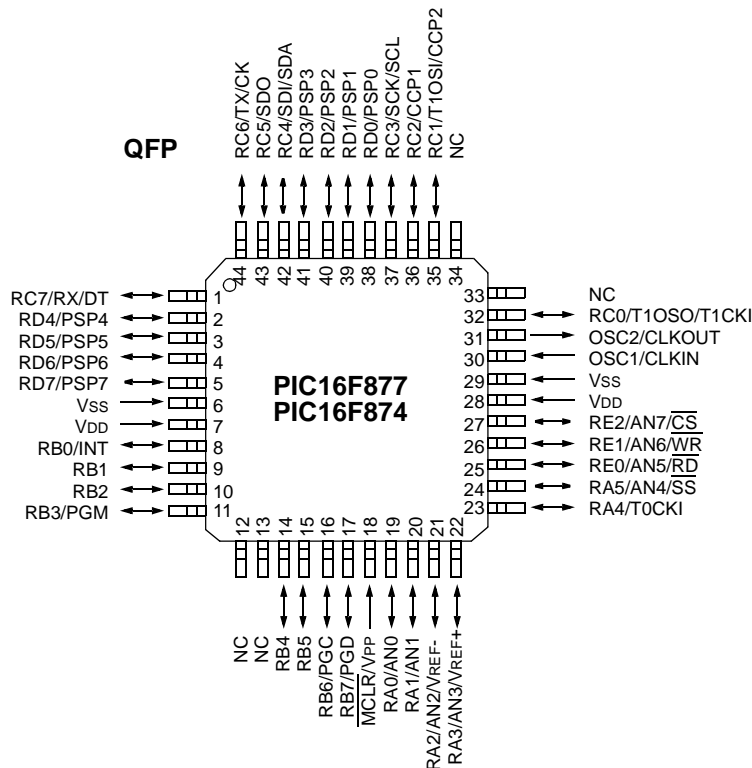 QFP
RC6/TX/CK
RC5/SDO
RC4/SDI/SDA
RD3/PSP3
RD2/PSP2
RD1/PSP1
RD0/PSP0
RC3/SCK/SCL
RC2/CCP1
RC1/T1OSI/CCP2
NC
44 43 42 41 40 39 38 37 36 35 34
RC7/RX/DT 1
RD4/PSP4 2
RD5/PSP5 3
RD6/PSP6 4
RD7/PSP7 5
VSS 6
VDD 7
RB0/INT 8
RB1 9
RB2 10
RB3/PGM 11
PIC16F877
PIC16F874
33 NC
32 RC0/T1OSO/T1CKI
31 OSC2/CLKOUT
30 OSC1/CLKIN
29 VSS
28 VDD
27 RE2/AN7/CS
26 RE1/AN6/WR
25 RE0/AN5/RD
24 RA5/AN4/SS
23 RA4/T0CKI
12 13 14 15 16 17 18 19 20 21 22
NC
NC
RB4
RB5
RB6/PGC
RB7/PGD
MCLR/VPP
RA0/AN0
RA1/AN1
RA2/AN2/VREF-
RA3/AN3/VREF+